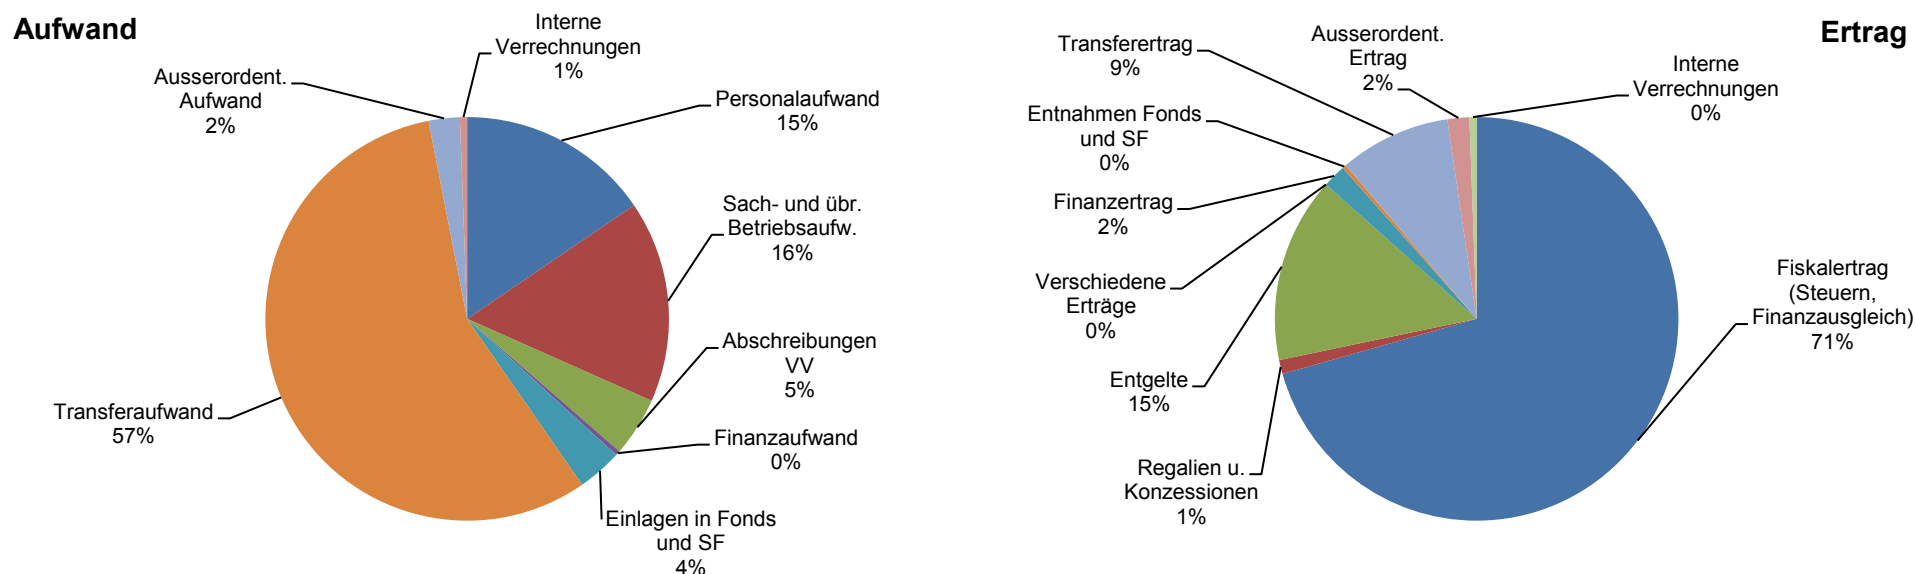 Aufwand
Interne
Verrechnungen
1%
Ausserordent.
Aufwand
2%
Personalaufwand
15%
Sach- und übr.
Betriebsaufw.
16%
Abschreibungen
VV
5%
Finanzaufwand
0%
Einlagen in Fonds
und SF
4%
Transferaufwand
57%
Ertrag
Transferertrag
9%
Ausserordent.
Ertrag
2%
Interne
Verrechnungen
0%
Entnahmen Fonds
und SF
0%
Finanzertrag
2%
Verschiedene
Erträge
0%
Entgelte
15%
Regalien u.
Konzessionen
1%
Fiskalertrag
(Steuern,
Finanzausgleich)
71%